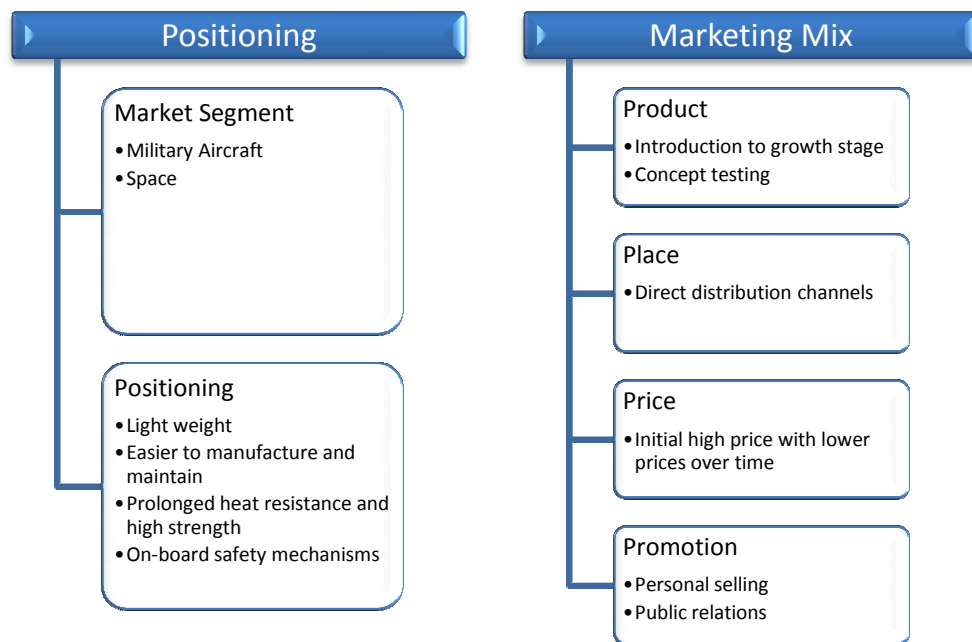 Positioning
Market Segment
•Military Aircraft
•Space
Positioning
•Light weight
•Easier to manufacture and
maintain
•Prolonged heat resistance and
high strength
•On-board safety mechanisms
Marketing Mix
Product
•Introduction to growth stage
•Concept testing
Place
•Direct distribution channels
Price
•Initial high price with lower
prices over time
Promotion
•Personal selling
•Public relations